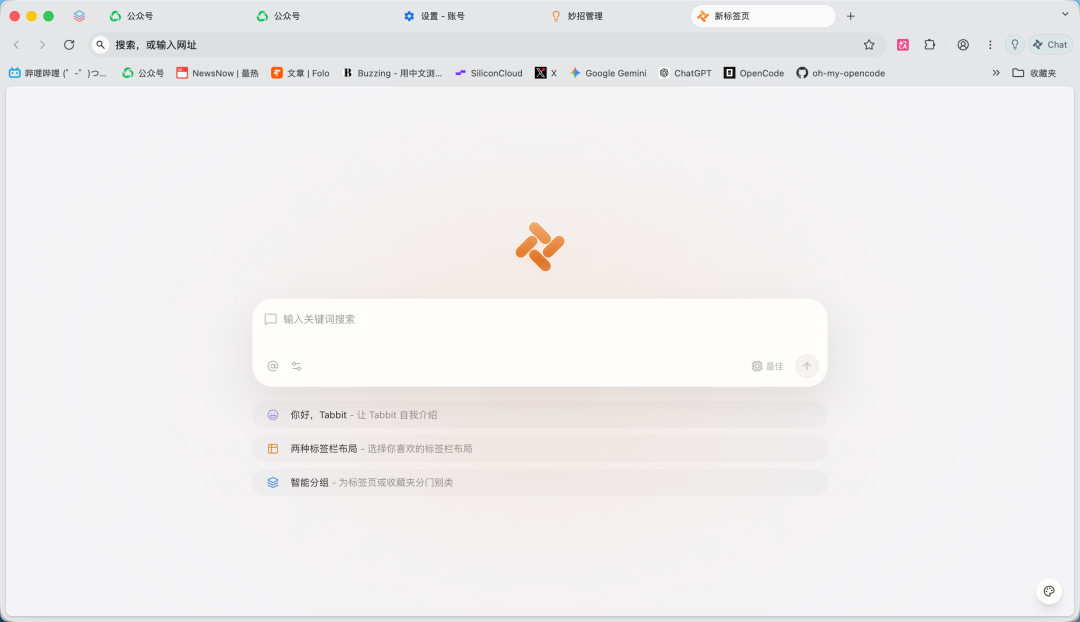 公众号
公众号
设置 - 账号
妙招管理
新标签页
搜索，或输入网址
Chat
哔哩哔哩 (゜-゜)つ...
公众号
NewsNow | 最热
文章 | Folo
B Buzzing - 用中文浏...
SiliconCloud
X
Google Gemini
ChatGPT
OpenCode
oh-my-opencode
收藏夹
输入关键词搜索
最佳
你好，Tabbit - 让 Tabbit 自我介绍
两种标签栏布局 - 选择你喜欢的标签栏布局
智能分组 - 为标签页或收藏夹分门别类